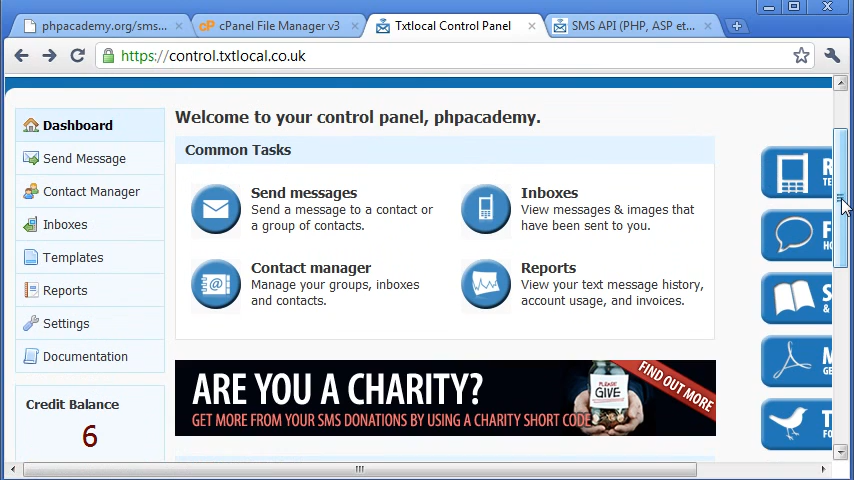 phpacademy.org/sms...
cPanel File Manager v3
Txtlocal Control Panel
SMS API (PHP, ASP et...
https://control.txtlocal.co.uk
Dashboard
Send Message
Contact Manager
Inboxes
Templates
Reports
Settings
Documentation
Credit Balance
6
Welcome to your control panel, phpacademy.
Common Tasks
Send messages
Send a message to a contact or
a group of contacts.
Inboxes
View messages & images that
have been sent to you.
Contact manager
Manage your groups, inboxes
and contacts.
Reports
View your text message history,
account usage, and invoices.
ARE YOU A CHARITY?
GET MORE FROM YOUR SMS DONATIONS BY USING A CHARITY SHORT CODE
PLEASE
GIVE
FIND OUT MORE
R
TE
F
HO
S
&
M
GE
T
FO